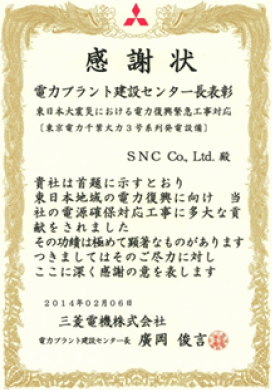 感謝状
電力プラント建設センター長表彰
東日本大震災における電力復興緊急工事対応
〔東京電力千葉火力３号系列発電設備〕
ＳＮＣ Co., Ltd. 殿
貴社は首題に示すとおり
東日本地域の電力復興に向け　当
社の電源確保対応工事に多大な貢
献をされました
その功績は極めて顕著なものがあります
つきましてはそのご尽力に対し
ここに深く感謝の意を表します
２０１４年０２月０６日
三菱電機株式会社
電力プラント建設センター長　廣岡 俊言